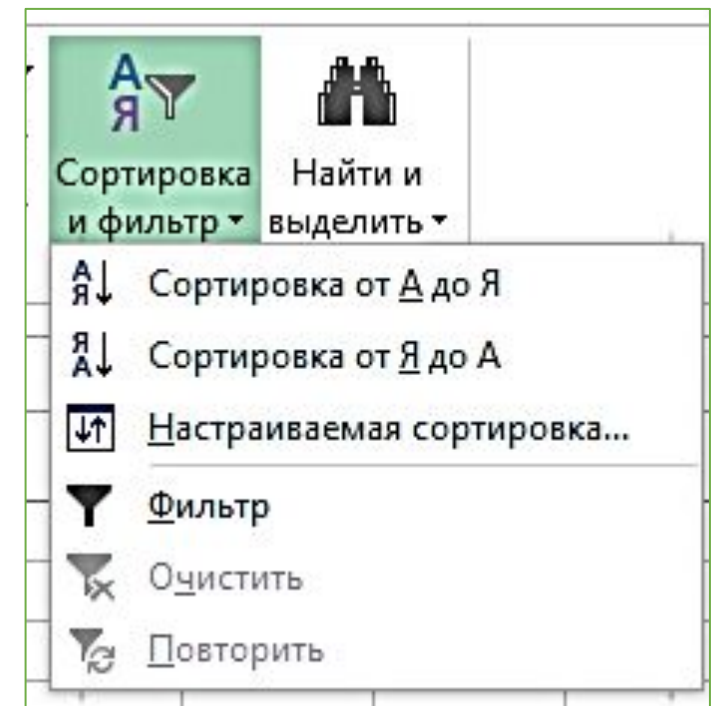 А
Я
Сортировка
и фильтр
Найти и
выделить
А
Я
Сортировка от А до Я
Я
А
Сортировка от Я до А
Настраиваемая сортировка...
Фильтр
Очистить
Повторить